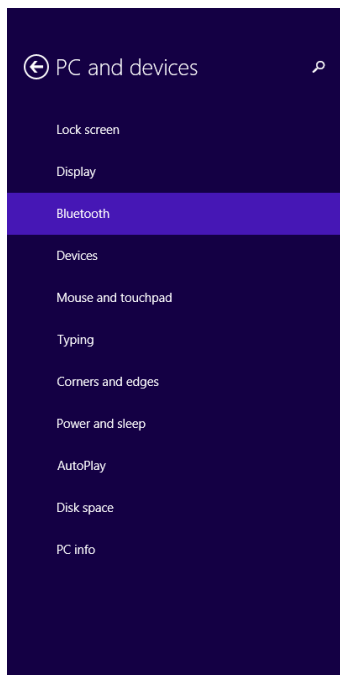 PC and devices
Lock screen
Display
Bluetooth
Devices
Mouse and touchpad
Typing
Corners and edges
Power and sleep
AutoPlay
Disk space
PC info